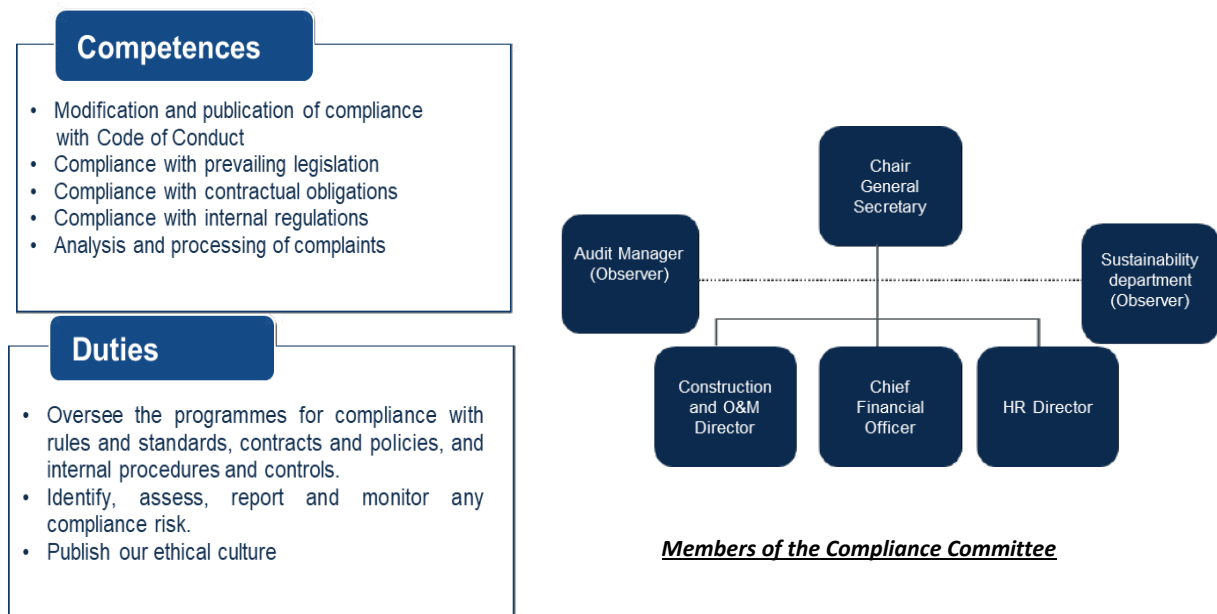 Competences
• Modification and publication of compliance
with Code of Conduct
• Compliance with prevailing legislation
• Compliance with contractual obligations
• Compliance with internal regulations
• Analysis and processing of complaints
Duties
• Oversee the programmes for compliance with
rules and standards, contracts and policies, and
internal procedures and controls.
• Identify, assess, report and monitor any
compliance risk.
• Publish our ethical culture
Chair
General
Secretary
Audit Manager
(Observer)
Sustainability
department
(Observer)
Construction
and O&M
Director
Chief
Financial
Officer
HR Director
Members of the Compliance Committee